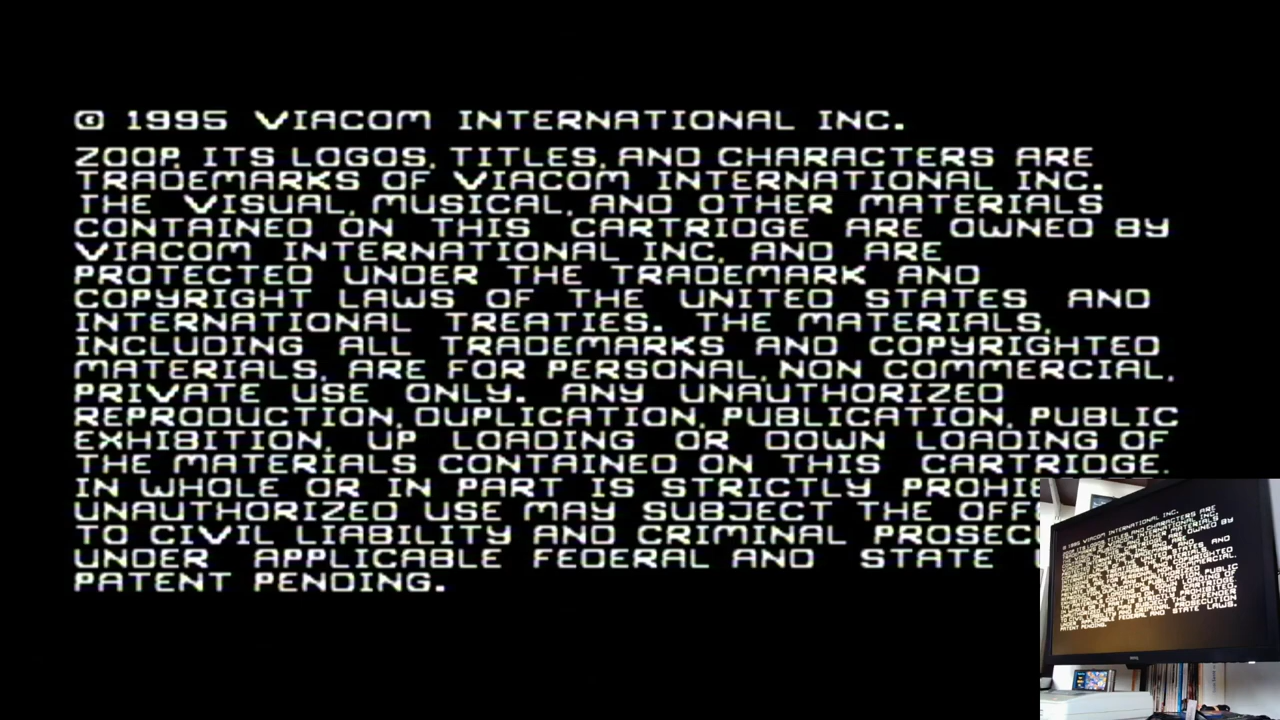 © 1995 VIACOM INTERNATIONAL INC.
ZOOP, ITS LOGOS, TITLES, AND CHARACTERS ARE
TRADEMARKS OF VIACOM INTERNATIONAL INC.
THE VISUAL, MUSICAL, AND OTHER MATERIALS
CONTAINED ON THIS CARTRIDGE ARE OWNED BY
VIACOM INTERNATIONAL INC, AND ARE
PROTECTED UNDER THE TRADEMARK AND
COPYRIGHT LAWS OF THE UNITED STATES AND
INTERNATIONAL TREATIES. THE MATERIALS,
INCLUDING ALL TRADEMARKS AND COPYRIGHTED
MATERIALS, ARE FOR PERSONAL, NON COMMERCIAL,
PRIVATE USE ONLY. ANY UNAUTHORIZED
REPRODUCTION, DUPLICATION, PUBLICATION, PUBLIC
EXHIBITION, UP LOADING OR DOWN LOADING OF
THE MATERIALS CONTAINED ON THIS CARTRIDGE,
IN WHOLE OR IN PART IS STRICTLY PROHIB
UNAUTHORIZED USE MAY SUBJECT THE OFFE
TO CIVIL LIABILITY AND CRIMINAL PROSEC
UNDER APPLICABLE FEDERAL AND STATE
PATENT PENDING.